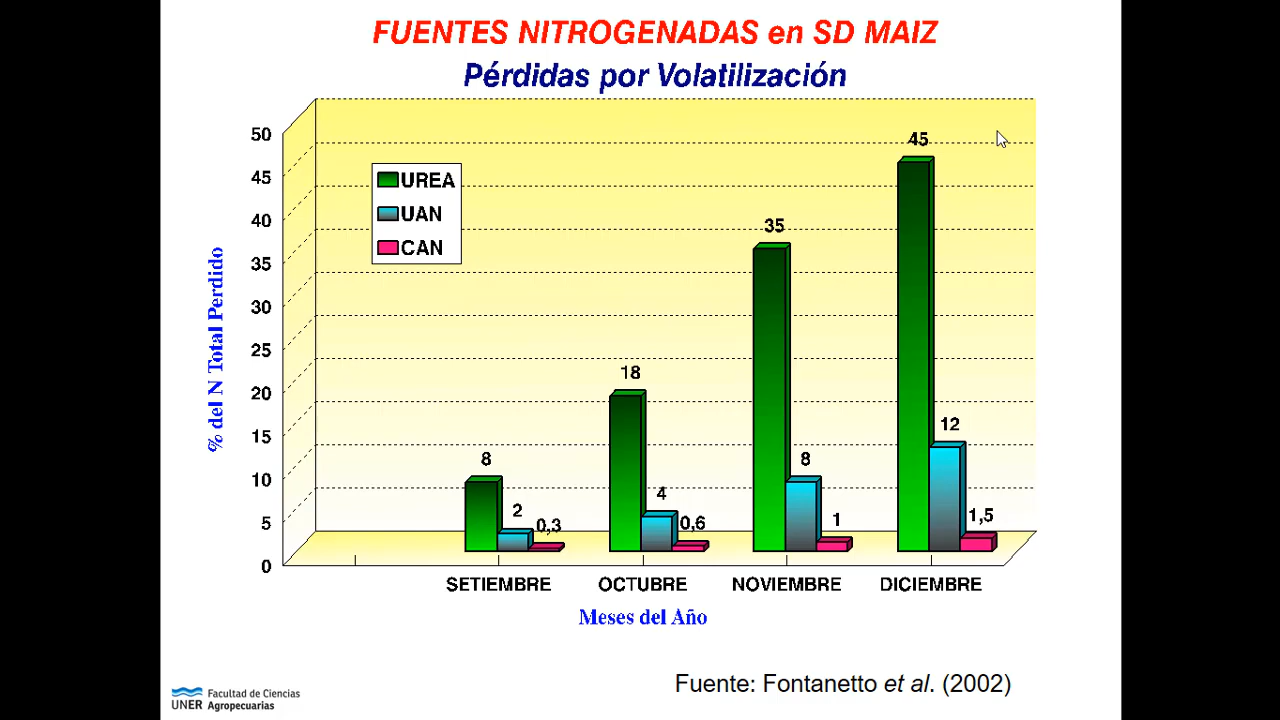 FUENTES NITROGENADAS en SD MAIZ
Pérdidas por Volatilización
50
45
40
35
30
25
20
15
10
5
0
% del N Total Perdido
UREA
UAN
CAN
8
2
0,3
18
4
0,6
35
8
1
45
12
1,5
SETIEMBRE
OCTUBRE
NOVIEMBRE
DICIEMBRE
Meses del Año
Fuente: Fontanetto et al. (2002)
UNER
Facultad de Ciencias
Agropecuarias